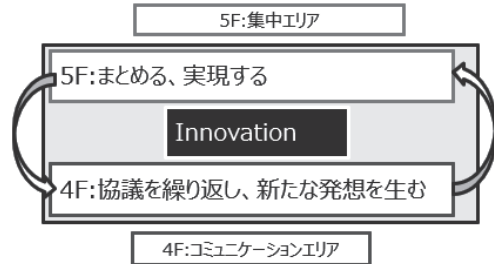 5F:集中エリア
5F:まとめる、実現する
Innovation
4F:協議を繰り返し、新たな発想を生む
4F:コミュニケーションエリア